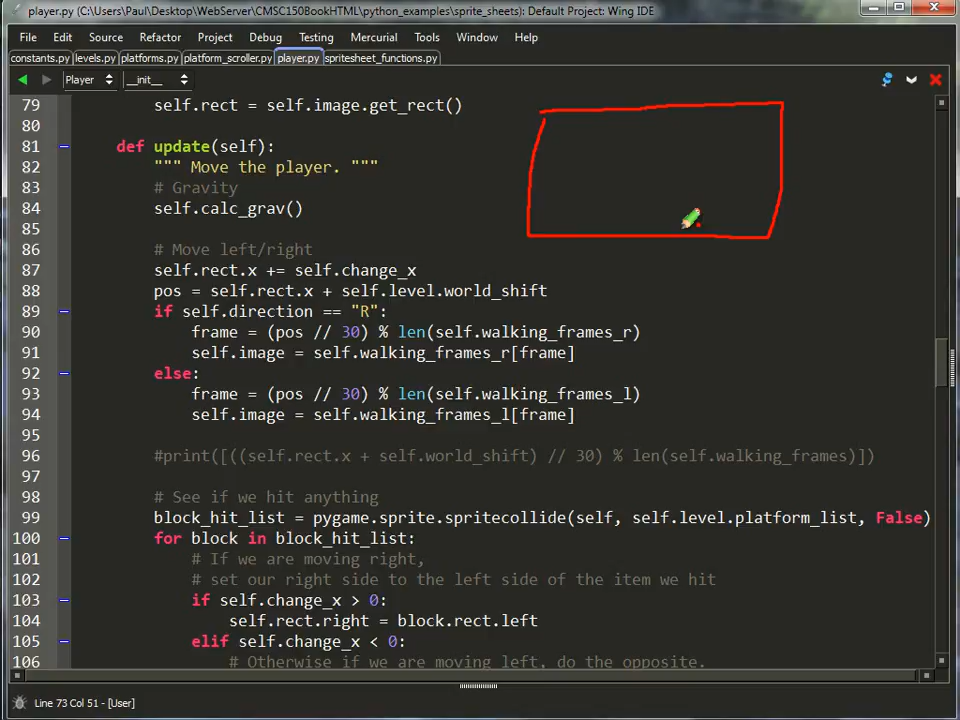 player.py (C:\Users\Paul\Desktop\WebServer\CMSC150BookHTML\python_examples\sprite_sheets): Default Project: Wing IDE
File Edit Source Refactor Project Debug Testing Mercurial Tools Window Help
constants.py levels.py platforms.py platform_scroller.py player.py spritesheet_functions.py
Player __init__
79 self.rect = self.image.get_rect()
80
81 def update(self):
82 """ Move the player. """
83 # Gravity
84 self.calc_grav()
85
86 # Move left/right
87 self.rect.x += self.change_x
88 pos = self.rect.x + self.level.world_shift
89 if self.direction == "R":
90 frame = (pos // 30) % len(self.walking_frames_r)
91 self.image = self.walking_frames_r[frame]
92 else:
93 frame = (pos // 30) % len(self.walking_frames_l)
94 self.image = self.walking_frames_l[frame]
95
96 #print([((self.rect.x + self.world_shift) // 30) % len(self.walking_frames)])
97
98 # See if we hit anything
99 block_hit_list = pygame.sprite.spritecollide(self, self.level.platform_list, False)
100 for block in block_hit_list:
101 # If we are moving right,
102 # set our right side to the left side of the item we hit
103 if self.change_x > 0:
104 self.rect.right = block.rect.left
105 elif self.change_x < 0:
106 # Otherwise if we are moving left, do the opposite.
Line 73 Col 51 - [User]